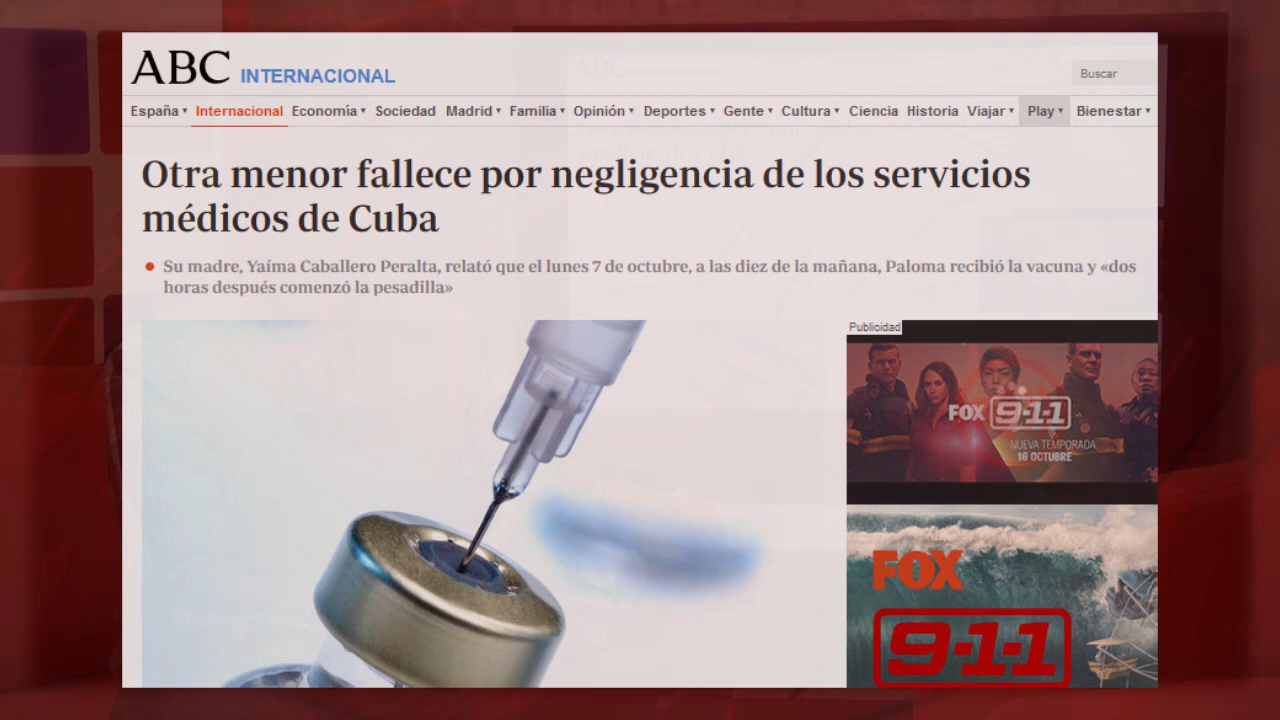 ABC INTERNACIONAL
Buscar
España Internacional Economía Sociedad Madrid Familia Opinión Deportes Gente Cultura Ciencia Historia Viajar Play Bienestar
Otra menor fallece por negligencia de los servicios
médicos de Cuba
Su madre, Yaíma Caballero Peralta, relató que el lunes 7 de octubre, a las diez de la mañana, Paloma recibió la vacuna y «dos
horas después comenzó la pesadilla»
Publicidad
FOX 9-1-1
NUEVA TEMPORADA
16 OCTUBRE
FOX
9-1-1